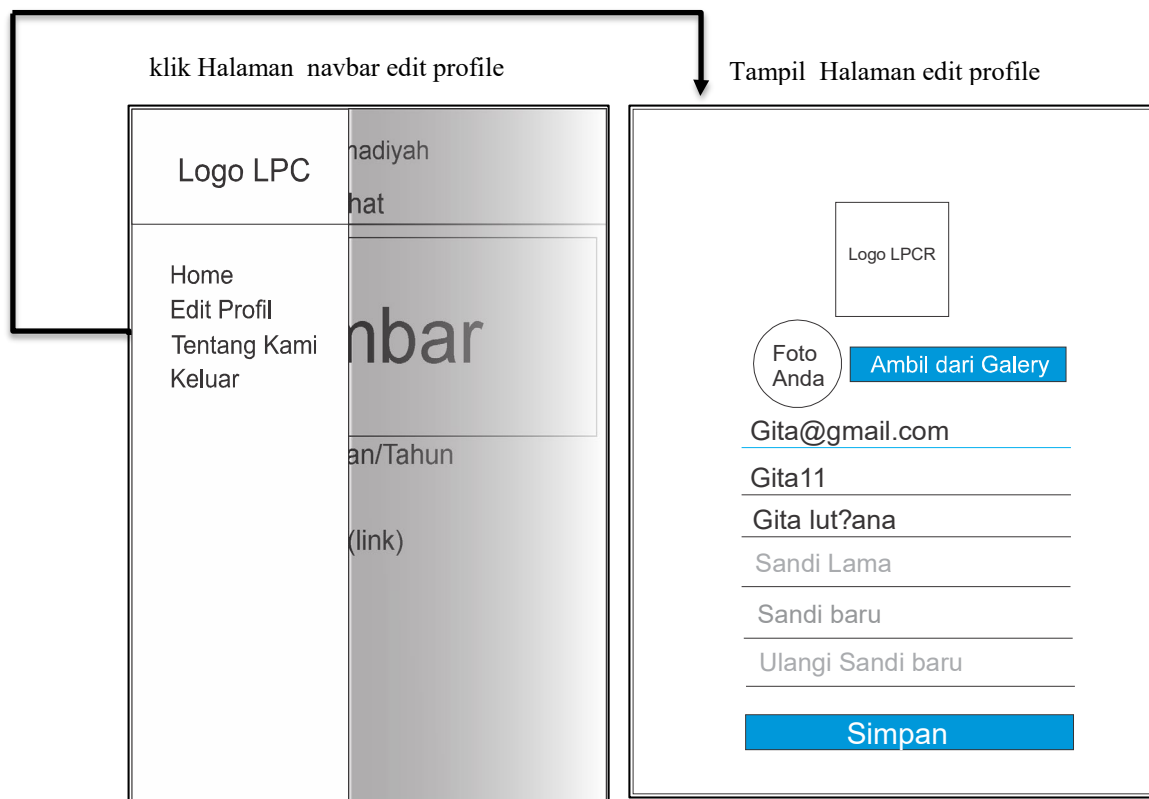 klik Halaman navbar edit profile
Tampil Halaman edit profile
Logo LPC
nadiyah
hat
Home
Edit Profil
Tentang Kami
Keluar
nbar
an/Tahun
(link)
Logo LPCR
Foto
Anda
Ambil dari Galery
Gita@gmail.com
Gita11
Gita lut?ana
Sandi Lama
Sandi baru
Ulangi Sandi baru
Simpan